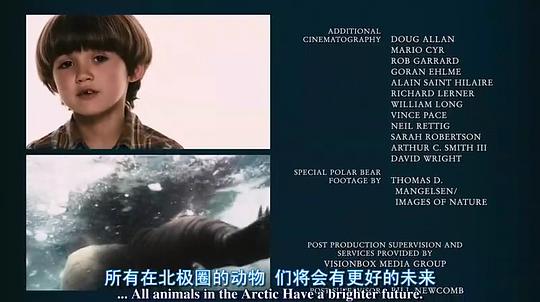 ADDITIONAL
CINEMATOGRAPHY
DOUG ALLAN
MARIO CYR
ROB GARRARD
GORAN EHLME
ALAIN SAINT HILAIRE
RICHARD LERNER
WILLIAM LONG
VINCE PACE
NEIL RETTIG
SARAH ROBERTSON
ARTHUR C. SMITH III
DAVID WRIGHT
SPECIAL POLAR BEAR
FOOTAGE BY
THOMAS D.
MANGELSEN/
IMAGES OF NATURE
POST PRODUCTION SUPERVISION AND
SERVICES PROVIDED BY
VISIONBOX MEDIA GROUP
所有在北极圈的动物 们将会有更好的未来
BILL NEWCOMB
... All animals in the Arctic Have a brighter future.